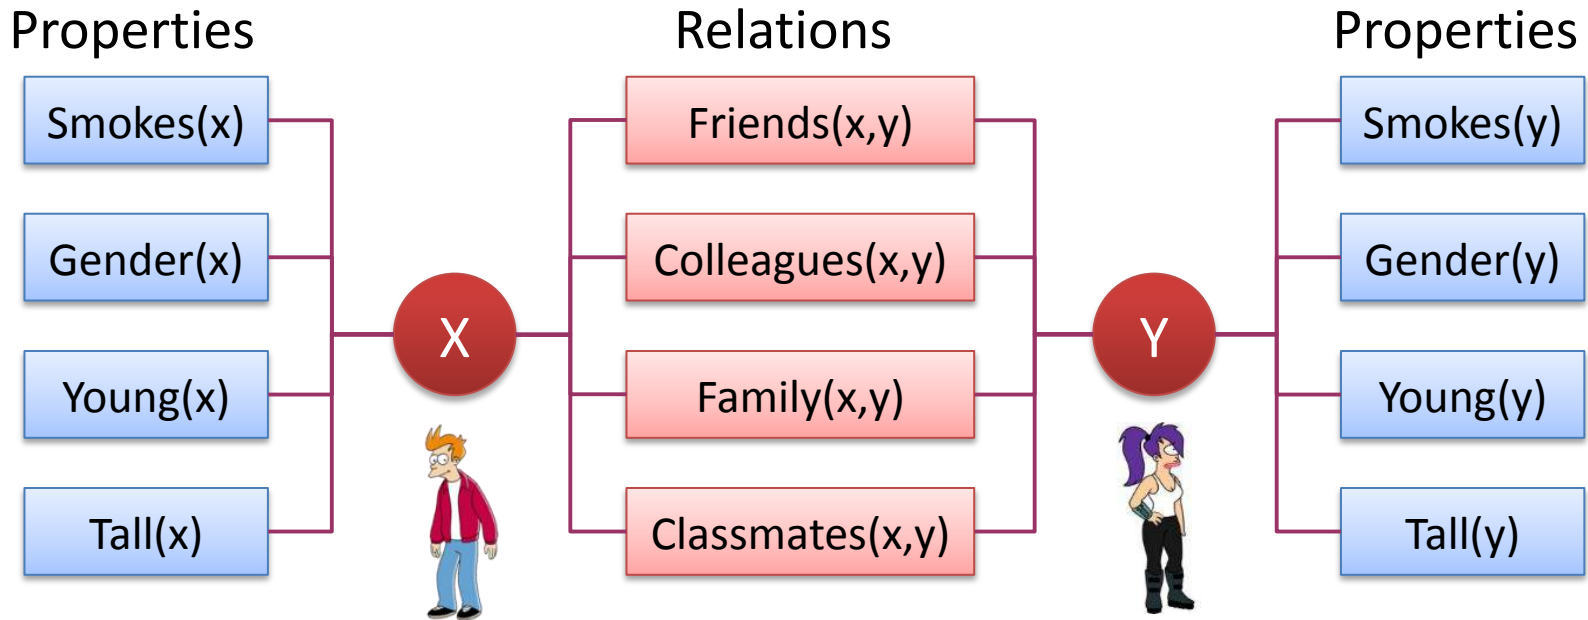 Properties
Relations
Properties
Smokes(x)
Friends(x,y)
Smokes(y)
Gender(x)
Colleagues(x,y)
Gender(y)
X
Y
Young(x)
Family(x,y)
Young(y)
Tall(x)
Classmates(x,y)
Tall(y)